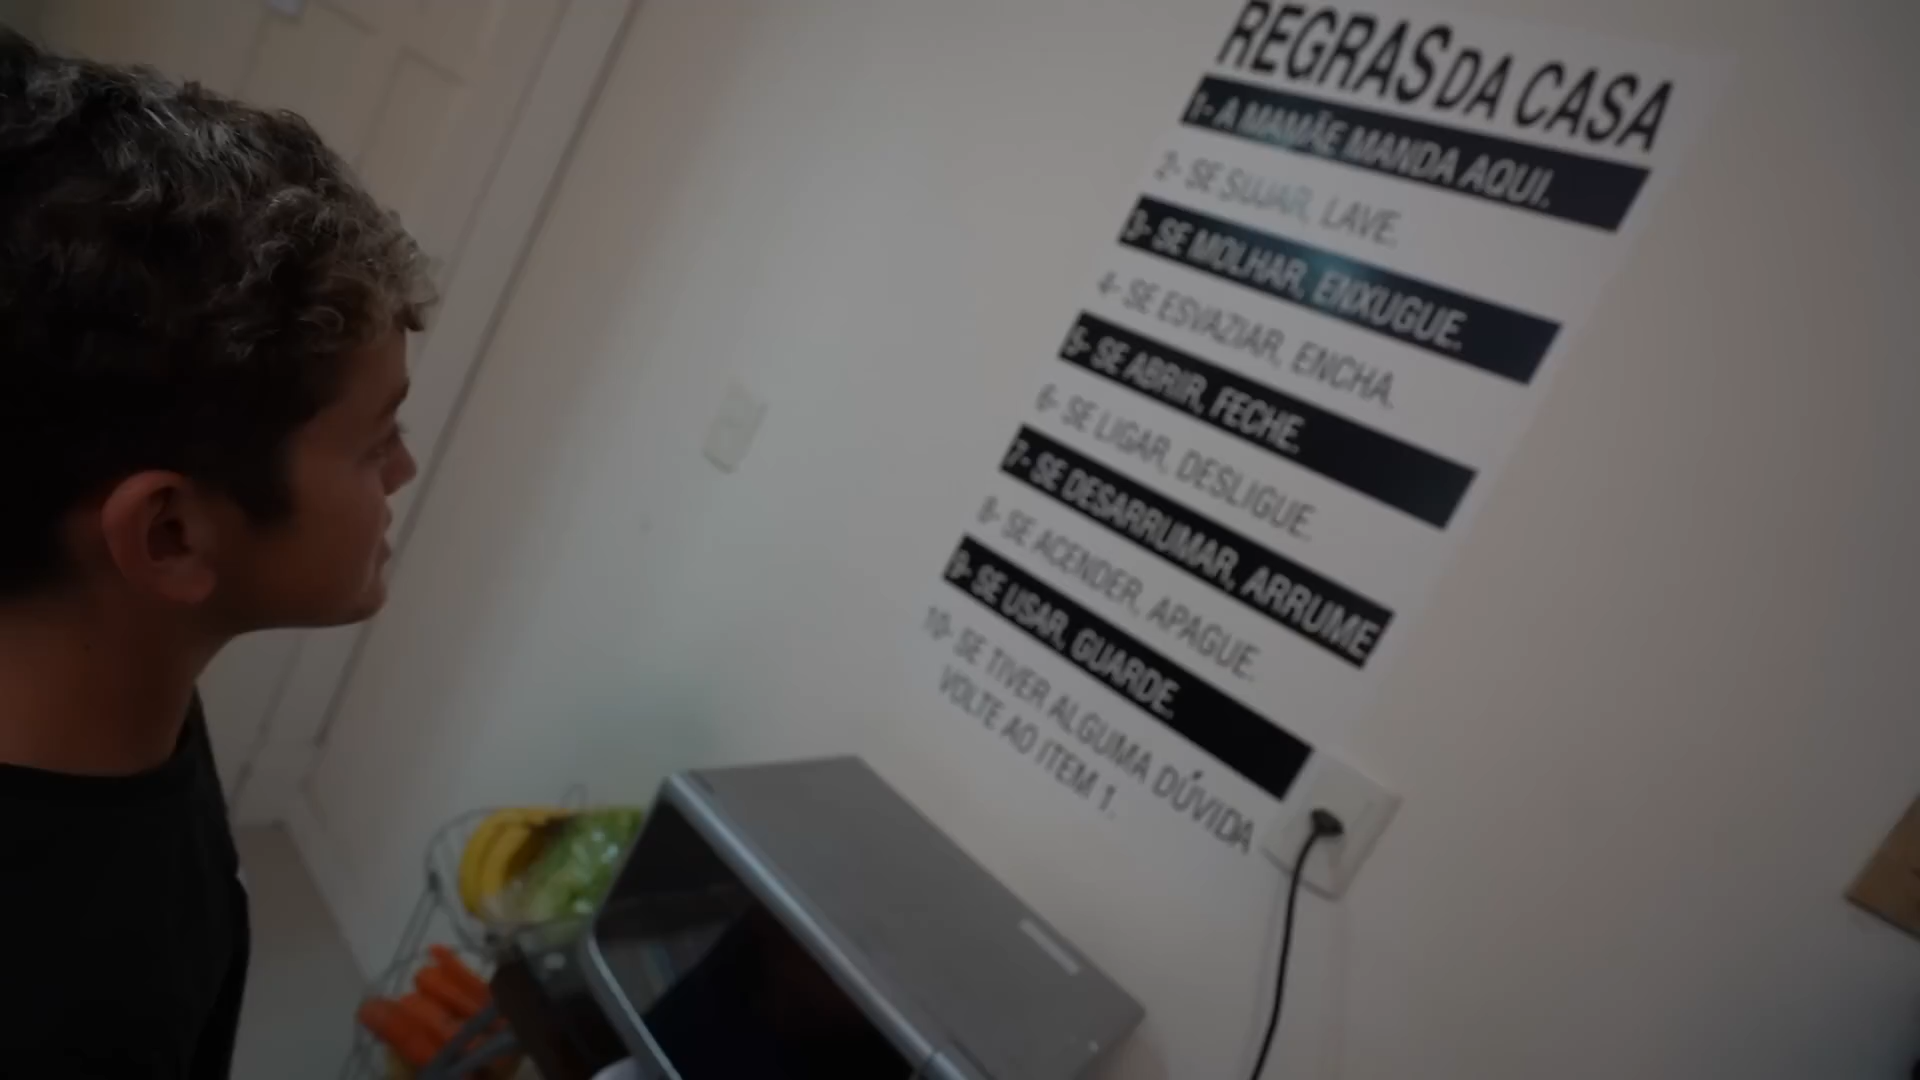 REGRAS DA CASA
1- A MAMÃE MANDA AQUI.
2- SE SUJAR, LAVE.
3- SE MOLHAR, ENXUGUE.
4- SE ESVAZIAR, ENCHA.
5- SE ABRIR, FECHE.
6- SE LIGAR, DESLIGUE.
7- SE DESARRUMAR, ARRUME
8- SE ACENDER, APAGUE.
9- SE USAR, GUARDE.
10- SE TIVER ALGUMA DÚVIDA
VOLTE AO ITEM 1.